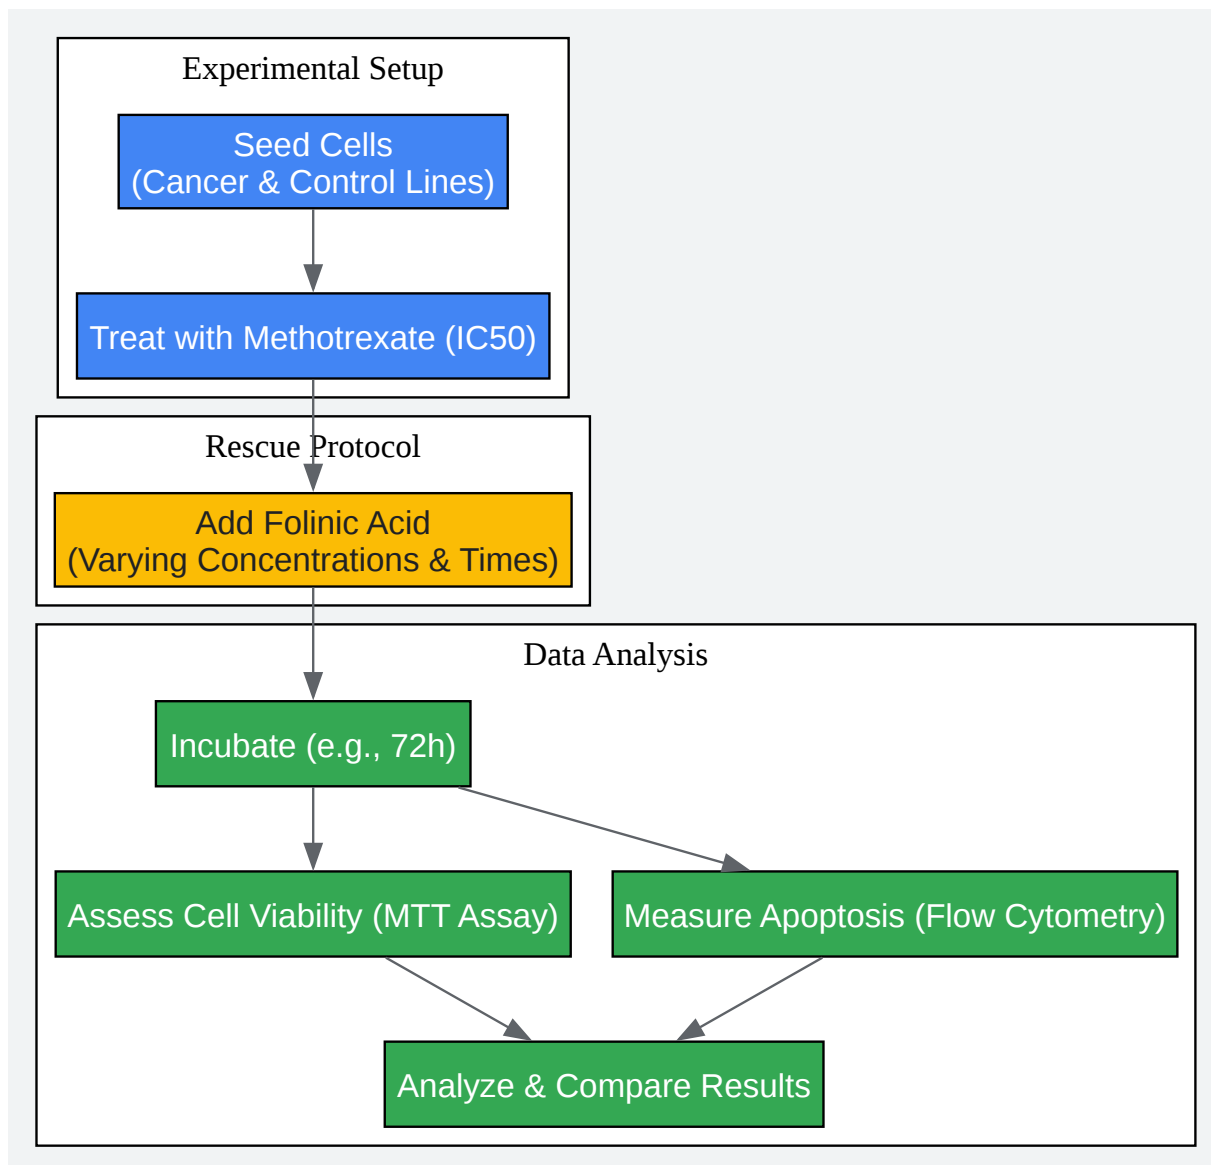 Experimental Setup
Seed Cells
(Cancer & Control Lines)
Treat with Methotrexate (IC50)
Rescue Protocol
Add Folinic Acid
(Varying Concentrations & Times)
Data Analysis
Incubate (e.g., 72h)
Assess Cell Viability (MTT Assay)
Measure Apoptosis (Flow Cytometry)
Analyze & Compare Results